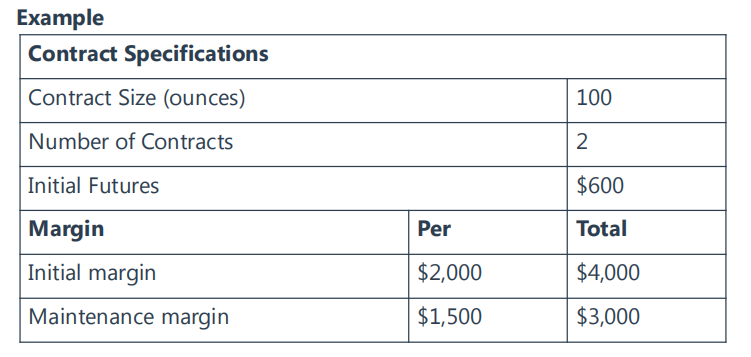 Example
Contract Specifications
Contract Size (ounces) 100
Number of Contracts 2
Initial Futures $600
Margin Per Total
Initial margin $2,000 $4,000
Maintenance margin $1,500 $3,000